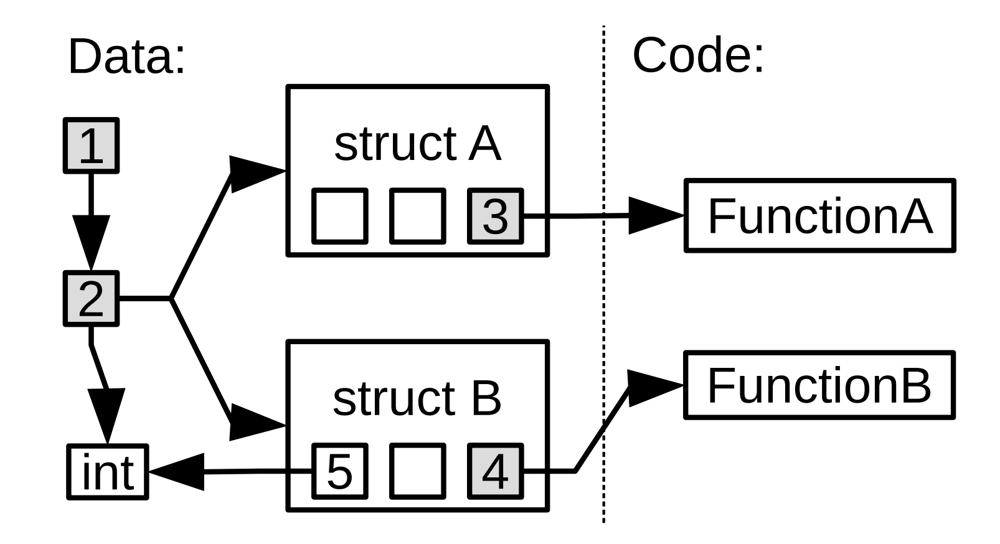 Data:
Code:
1
struct A
3
FunctionA
2
struct B
FunctionB
int
5
4